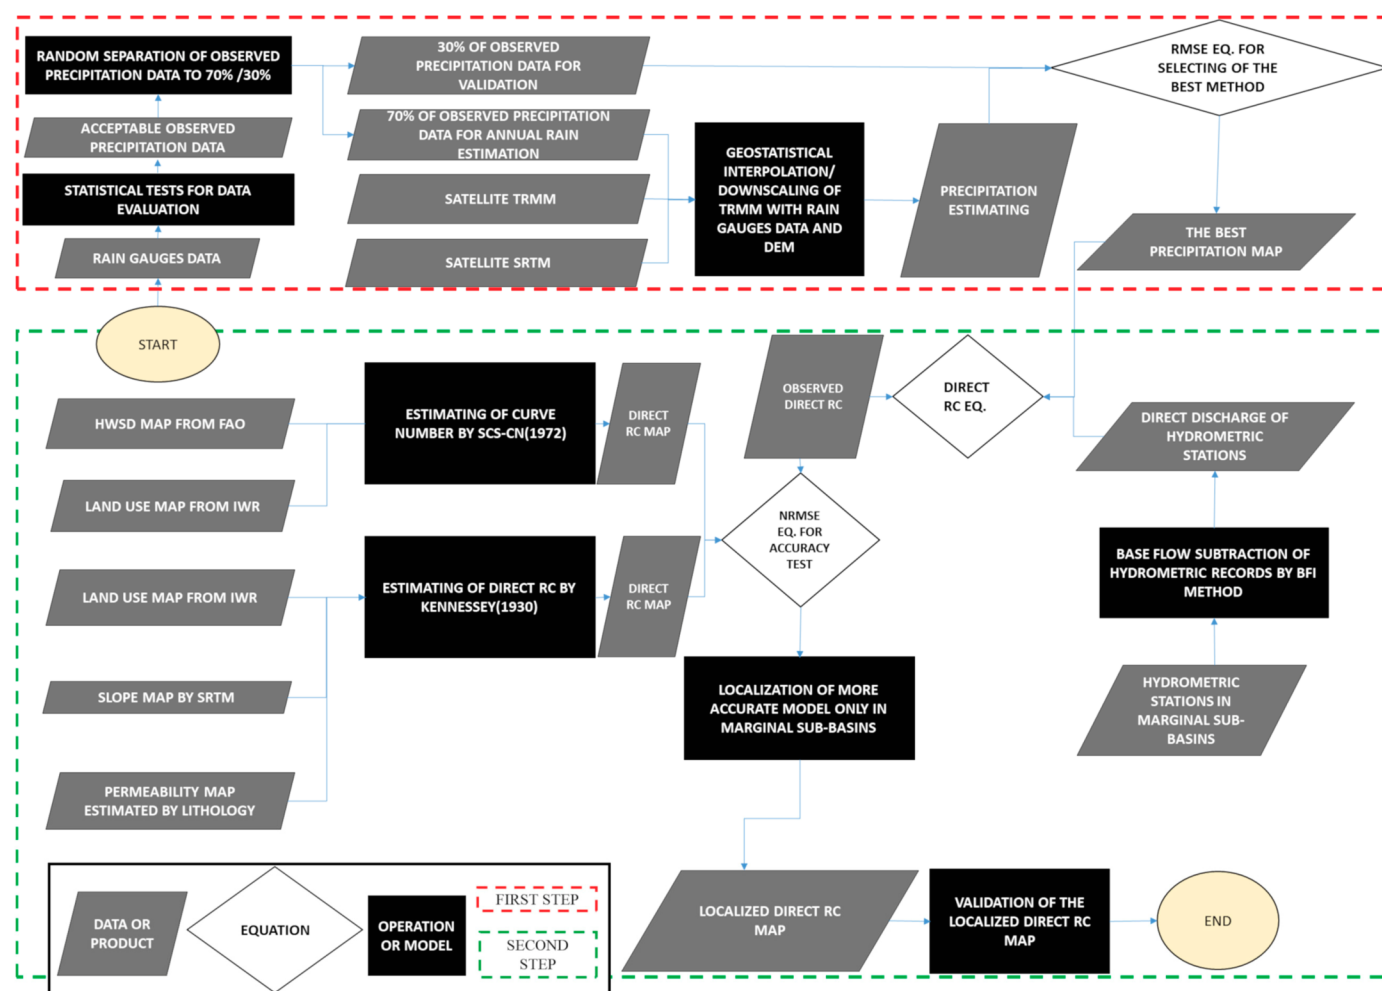 RANDOM SEPARATION OF OBSERVED
PRECIPITATION DATA TO 70% /30%
ACCEPTABLE OBSERVED
PRECIPITATION DATA
STATISTICAL TESTS FOR DATA
EVALUATION
RAIN GAUGES DATA
START
30% OF OBSERVED
PRECIPITATION DATA FOR
VALIDATION
70% OF OBSERVED PRECIPITATION
DATA FOR ANNUAL RAIN
ESTIMATION
SATELLITE TRMM
SATELLITE SRTM
GEOSTATISTICAL
INTERPOLATION/
DOWNSCALING OF
TRMM WITH RAIN
GAUGES DATA AND
DEM
PRECIPITATION
ESTIMATING
RMSE EQ. FOR
SELECTING OF THE
BEST METHOD
THE BEST
PRECIPITATION MAP
HWSD MAP FROM FAO
LAND USE MAP FROM IWR
LAND USE MAP FROM IWR
SLOPE MAP BY SRTM
PERMEABILITY MAP
ESTIMATED BY LITHOLOGY
ESTIMATING OF CURVE
NUMBER BY SCS-CN(1972)
ESTIMATING OF DIRECT RC BY
KENNESSEY(1930)
DIRECT
RC MAP
DIRECT
RC MAP
OBSERVED
DIRECT RC
DIRECT
RC EQ.
NRMSE
EQ. FOR
ACCURACY
TEST
DIRECT DISCHARGE OF
HYDROMETRIC
STATIONS
BASE FLOW SUBTRACTION OF
HYDROMETRIC RECORDS BY BFI
METHOD
HYDROMETRIC
STATIONS IN
MARGINAL SUB-
BASINS
LOCALIZATION OF MORE
ACCURATE MODEL ONLY IN
MARGINAL SUB-BASINS
LOCALIZED DIRECT RC
MAP
VALIDATION OF THE
LOCALIZED DIRECT RC
MAP
END
DATA OR
PRODUCT
EQUATION
OPERATION
OR MODEL
FIRST STEP
SECOND
STEP